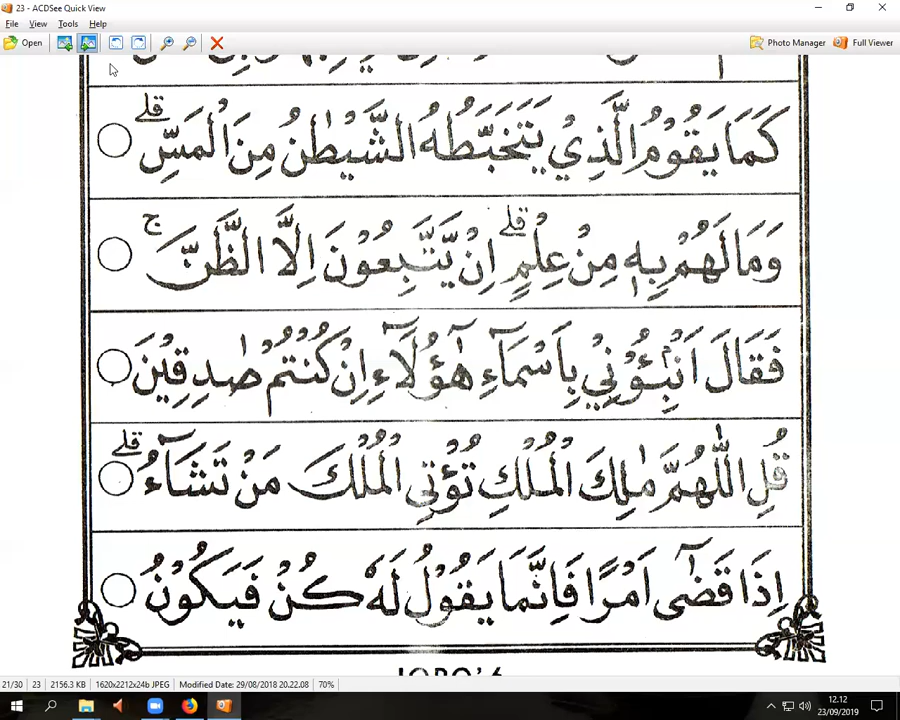 23 - ACDSee Quick View
File View Tools Help
Open Photo Manager Full Viewer
كَمَا يَقُوْمُ الَّذِيْ يَتَخَبَّطُهُ الشَّيْطٰنُ مِنَ الْمَسِّ ۗ
وَمَا لَهُمْ بِهٖ مِنْ عِلْمٍ ۗ اِنْ يَّتَّبِعُوْنَ اِلَّا الظَّنَّ ۚ
فَقَالَ اَنْۢبِـُٔوْنِيْ بِاَسْمَآءِ هٰٓؤُلَآءِ اِنْ كُنْتُمْ صٰدِقِيْنَ
قُلِ اللّٰهُمَّ مٰلِكَ الْمُلْكِ تُؤْتِى الْمُلْكَ مَنْ تَشَآءُ ۗ
اِذَا قَضٰٓى اَمْرًا فَاِنَّمَا يَقُوْلُ لَهٗ كُنْ فَيَكُوْنُ
IQRO' 6
21/30 23 2156.3 KB 1620x2212x24b JPEG Modified Date: 29/08/2018 20.22.08 70%
12.12
23/09/2019